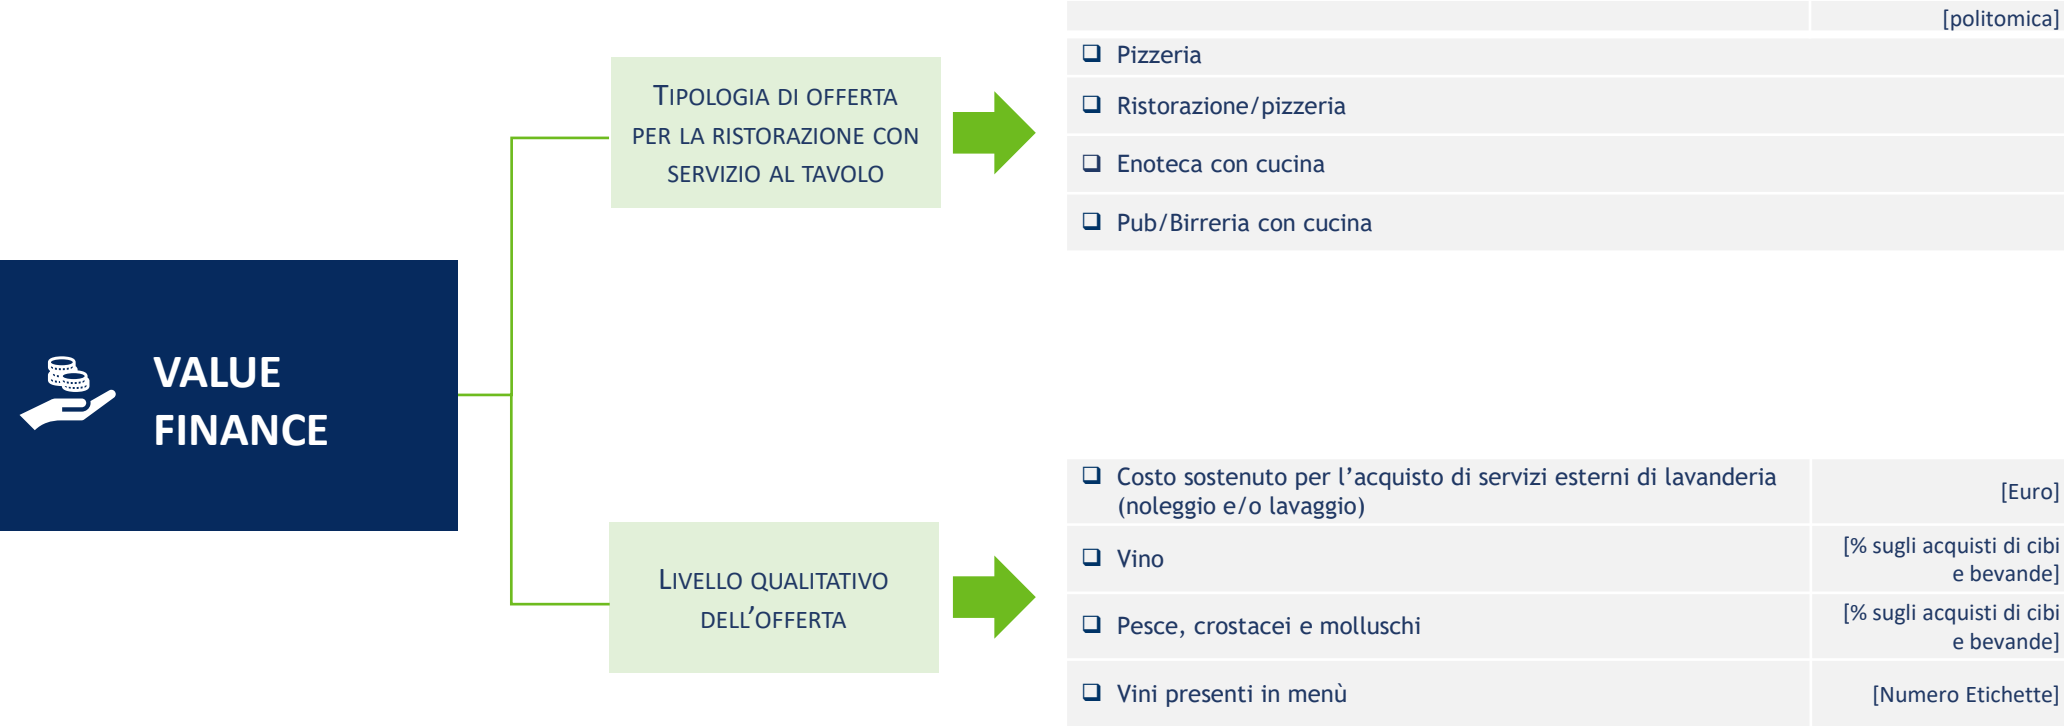 [politomica]
❑ Pizzeria
❑ Ristorazione/pizzeria
❑ Enoteca con cucina
❑ Pub/Birreria con cucina
TIPOLOGIA DI OFFERTA
PER LA RISTORAZIONE CON
SERVIZIO AL TAVOLO
VALUE
FINANCE
LIVELLO QUALITATIVO
DELL'OFFERTA
❑ Costo sostenuto per l'acquisto di servizi esterni di lavanderia
(noleggio e/o lavaggio)
[Euro]
❑ Vino
[% sugli acquisti di cibi
e bevande]
❑ Pesce, crostacei e molluschi
[% sugli acquisti di cibi
e bevande]
❑ Vini presenti in menù
[Numero Etichette]